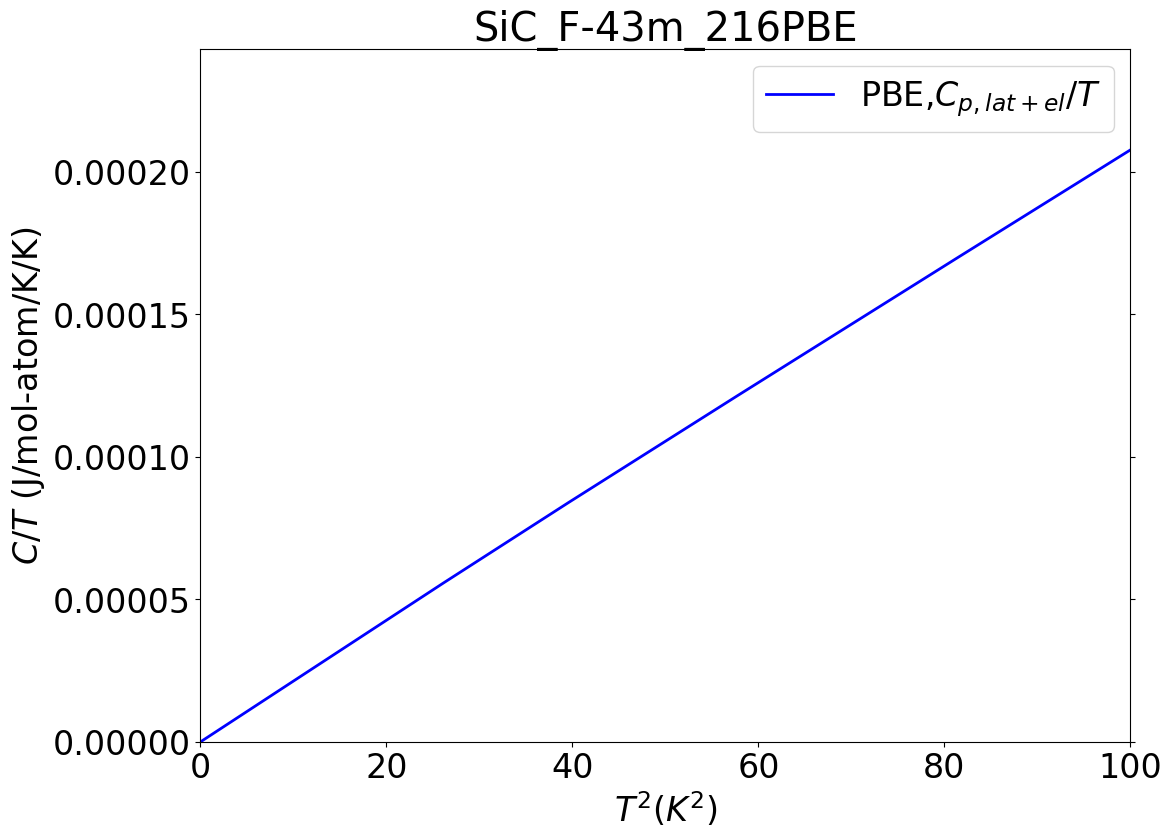 SiC_F-43m_216PBE
PBE,$C_{p,lat+el}/T$
C/T (J/mol-atom/K/K)
0.00020
0.00015
0.00010
0.00005
0.00000
0 20 40 60 80 100
$T^2(K^2)$